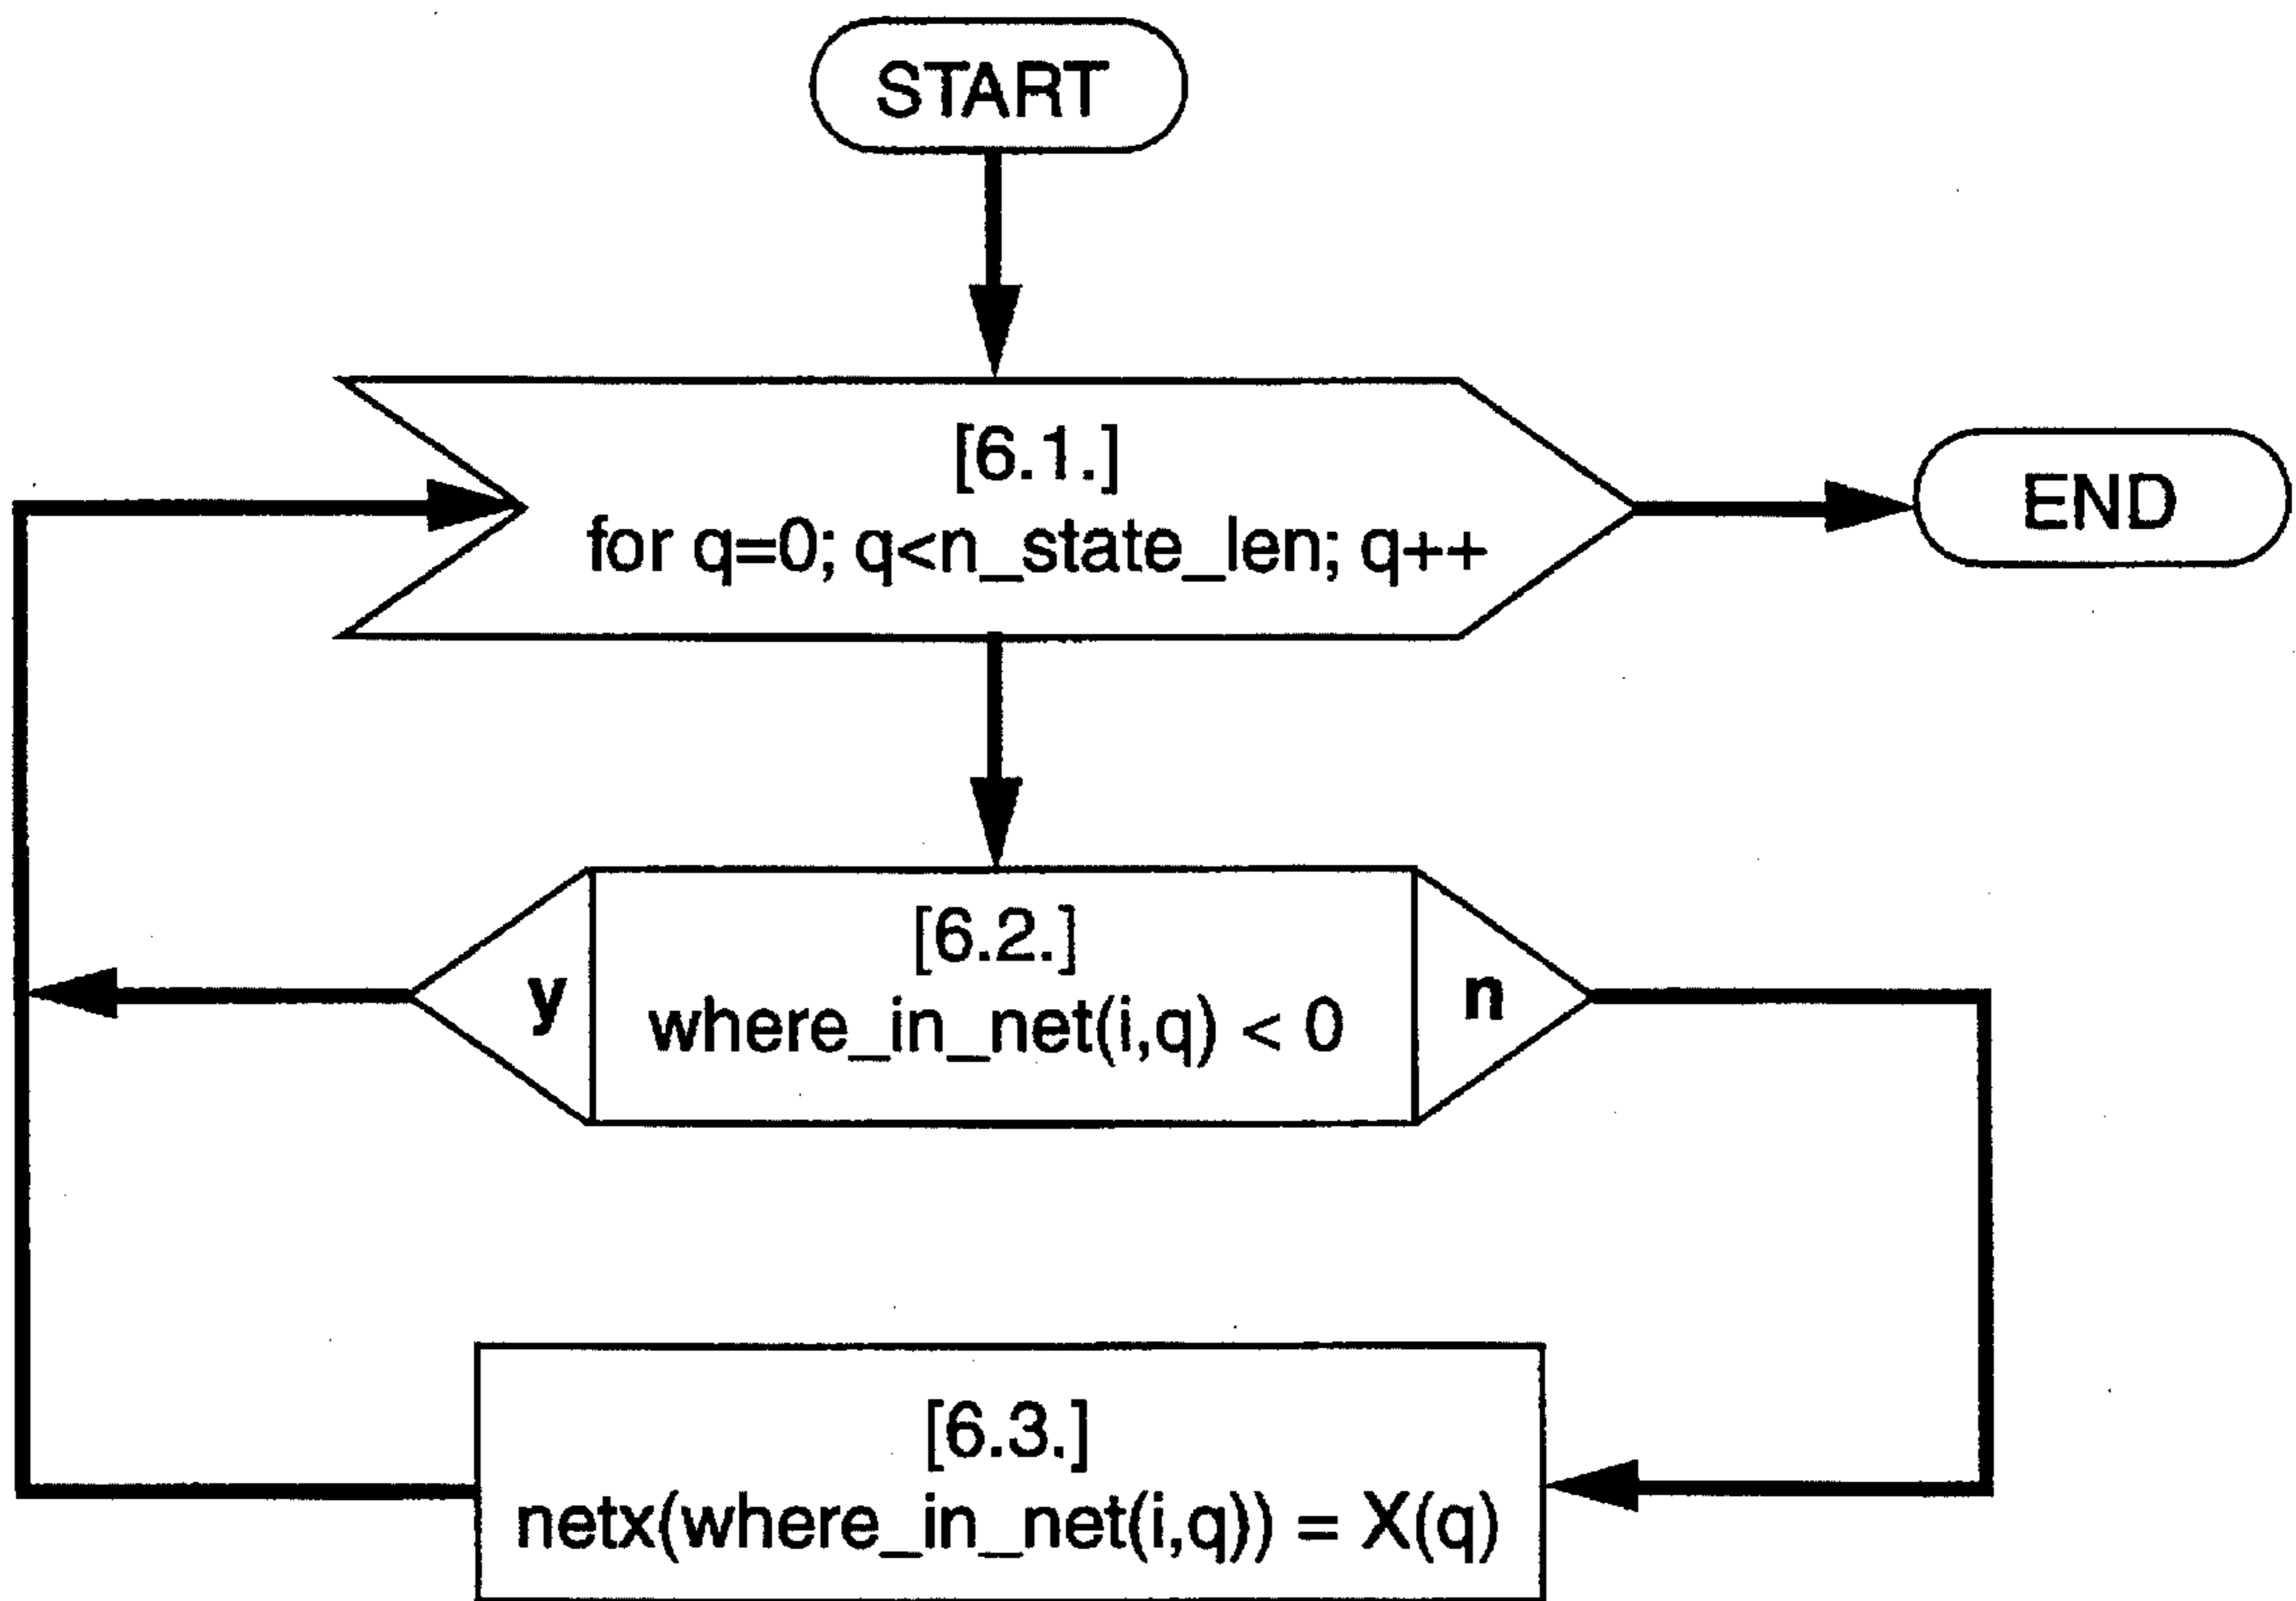 START
[6.1.]
for q=0; q<n_state_len; q++
END
[6.2.]
y
where_in_net(i,q) < 0
n
[6.3.]
netx(where_in_net(i,q)) = X(q)